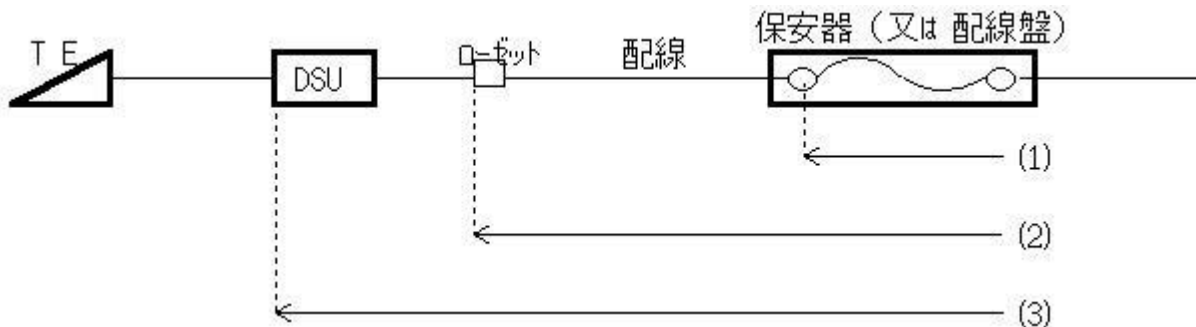 保安器（又は 配線盤）
TE
DSU
ローゼット
配線
(1)
(2)
(3)